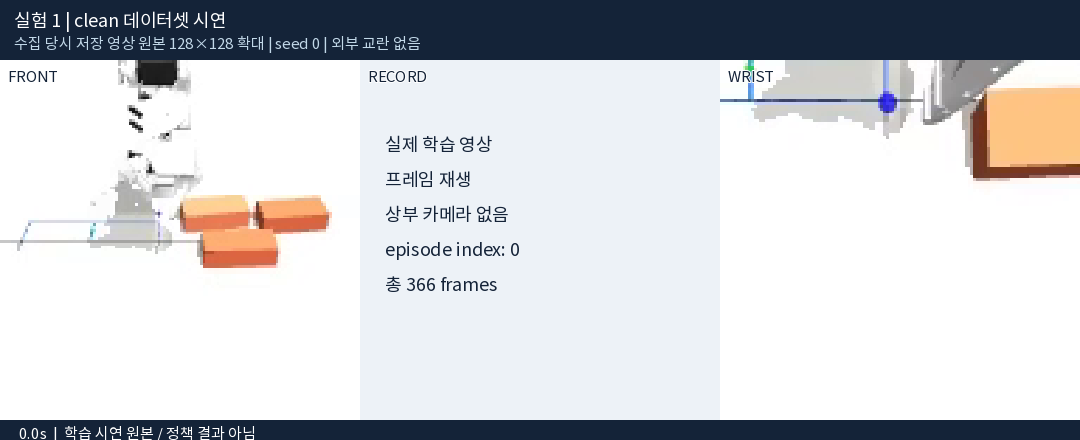 실험 1 | clean 데이터셋 시연
수집 당시 저장 영상 원본 128×128 확대 | seed 0 | 외부 교란 없음
FRONT
RECORD
WRIST
실제 학습 영상
프레임 재생
상부 카메라 없음
episode index: 0
총 366 frames
0.0s | 학습 시연 원본 / 정책 결과 아님